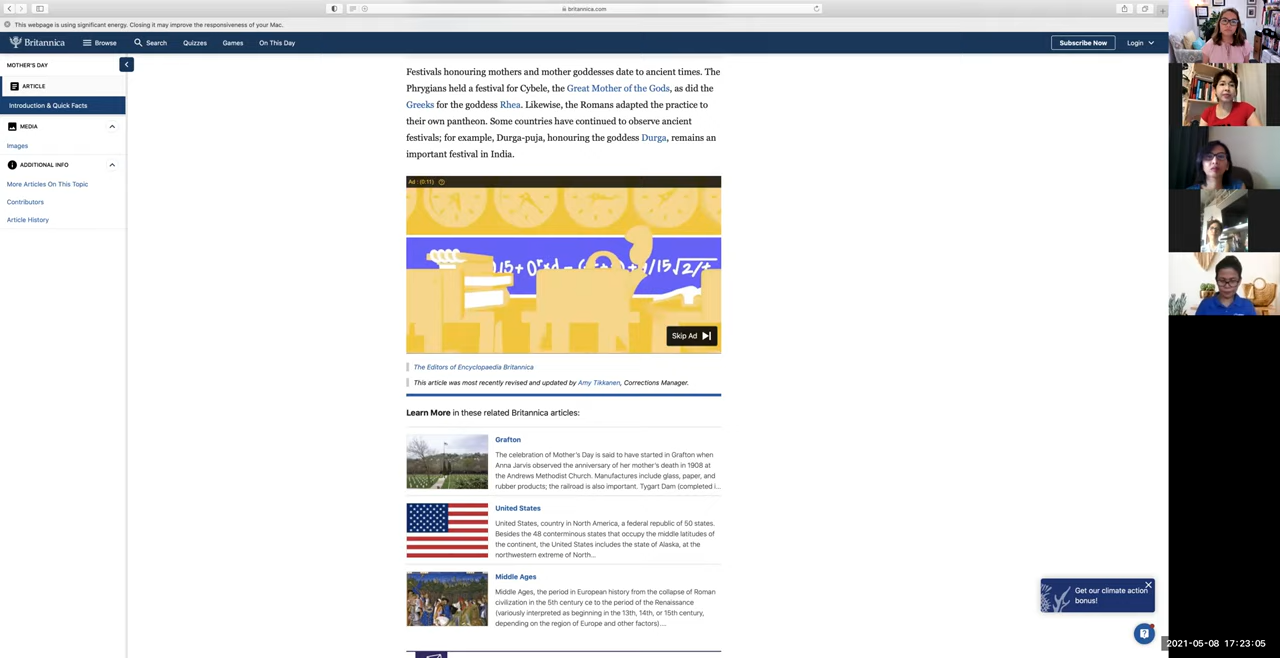 britannica.com
This webpage is using significant energy. Closing it may improve the responsiveness of your Mac.
Britannica
Browse
Search
Quizzes
Games
On This Day
Subscribe Now
Login
MOTHER'S DAY
ARTICLE
Introduction & Quick Facts
MEDIA
Images
ADDITIONAL INFO
More Articles On This Topic
Contributors
Article History
Festivals honouring mothers and mother goddesses date to ancient times. The
Phrygians held a festival for Cybele, the Great Mother of the Gods, as did the
Greeks for the goddess Rhea. Likewise, the Romans adapted the practice to
their own pantheon. Some countries have continued to observe ancient
festivals; for example, Durga-puja, honouring the goddess Durga, remains an
important festival in India.
Ad : (0:11)
Skip Ad
The Editors of Encyclopaedia Britannica
This article was most recently revised and updated by Amy Tikkanen, Corrections Manager.
Learn More in these related Britannica articles:
Grafton
The celebration of Mother's Day is said to have started in Grafton when
Anna Jarvis observed the anniversary of her mother's death in 1908 at
the Andrews Methodist Church. Manufactures include glass, paper, and
rubber products; the railroad is also important. Tygart Dam (completed i...
United States
United States, country in North America, a federal republic of 50 states.
Besides the 48 conterminous states that occupy the middle latitudes of
the continent, the United States includes the state of Alaska, at the
northwestern extreme of North...
Middle Ages
Middle Ages, the period in European history from the collapse of Roman
civilization in the 5th century ce to the period of the Renaissance
(variously interpreted as beginning in the 13th, 14th, or 15th century,
depending on the region of Europe and other factors)....
Get our climate action
bonus!
2021-05-08 17:23:05